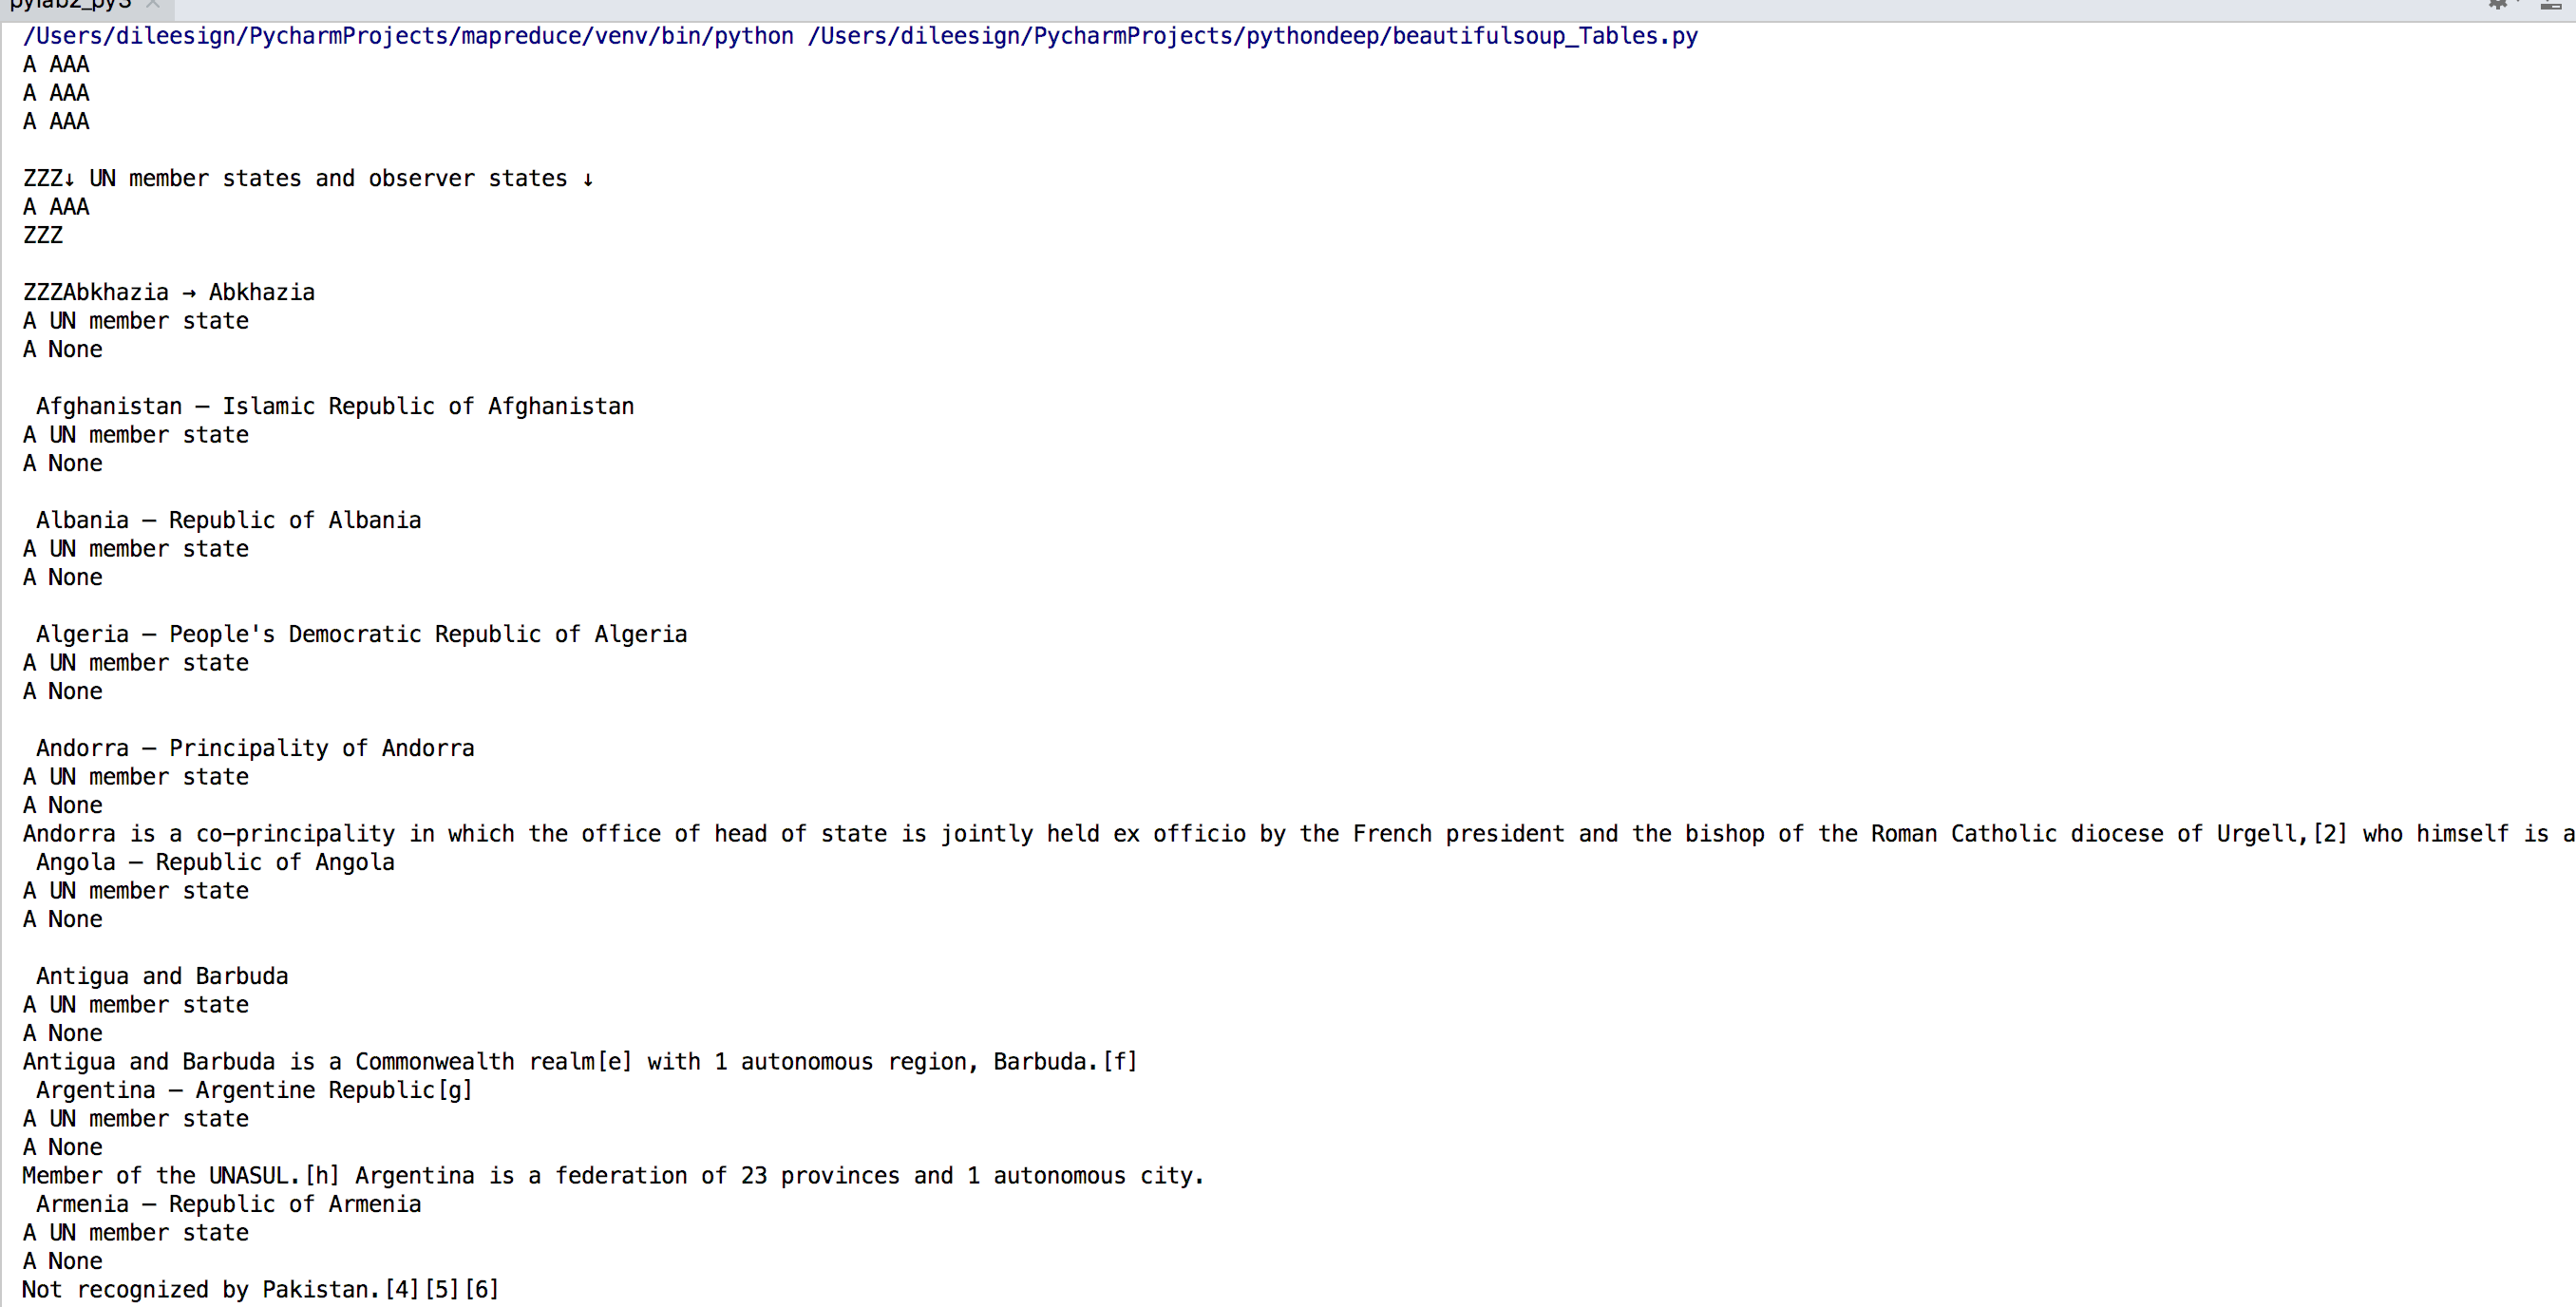 pylab2_py3
/Users/dileesign/PycharmProjects/mapreduce/venv/bin/python /Users/dileesign/PycharmProjects/pythondeep/beautifulsoup_Tables.py
A AAA
A AAA
A AAA
ZZZ↓ UN member states and observer states ↓
A AAA
ZZZ
ZZZAbkhazia → Abkhazia
A UN member state
A None
Afghanistan – Islamic Republic of Afghanistan
A UN member state
A None
Albania – Republic of Albania
A UN member state
A None
Algeria – People's Democratic Republic of Algeria
A UN member state
A None
Andorra – Principality of Andorra
A UN member state
A None
Andorra is a co-principality in which the office of head of state is jointly held ex officio by the French president and the bishop of the Roman Catholic diocese of Urgell,[2] who himself is a
Angola – Republic of Angola
A UN member state
A None
Antigua and Barbuda
A UN member state
A None
Antigua and Barbuda is a Commonwealth realm[e] with 1 autonomous region, Barbuda.[f]
Argentina – Argentine Republic[g]
A UN member state
A None
Member of the UNASUL.[h] Argentina is a federation of 23 provinces and 1 autonomous city.
Armenia – Republic of Armenia
A UN member state
A None
Not recognized by Pakistan.[4][5][6]